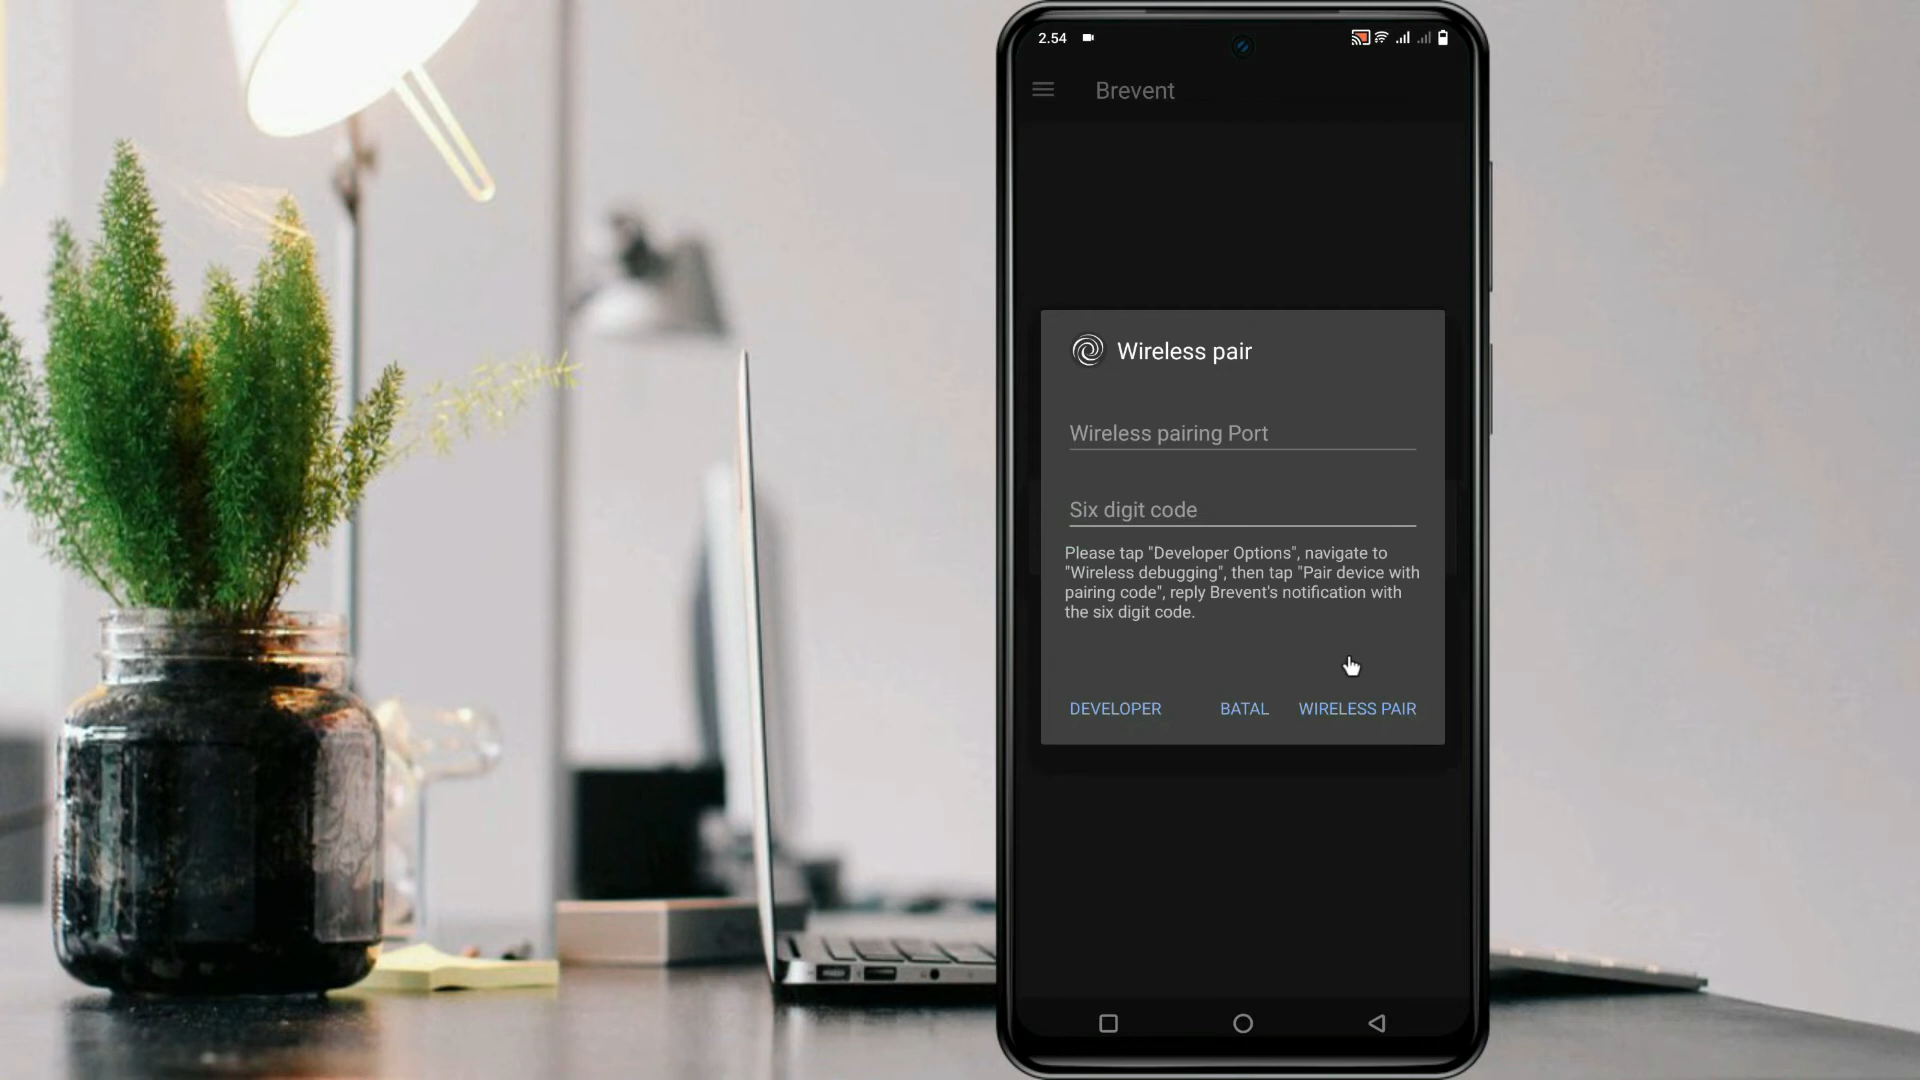 2.54
Brevent
Wireless pair
Wireless pairing Port
Six digit code
Please tap "Developer Options", navigate to
"Wireless debugging", then tap "Pair device with
pairing code", reply Brevent's notification with
the six digit code.
DEVELOPER BATAL WIRELESS PAIR